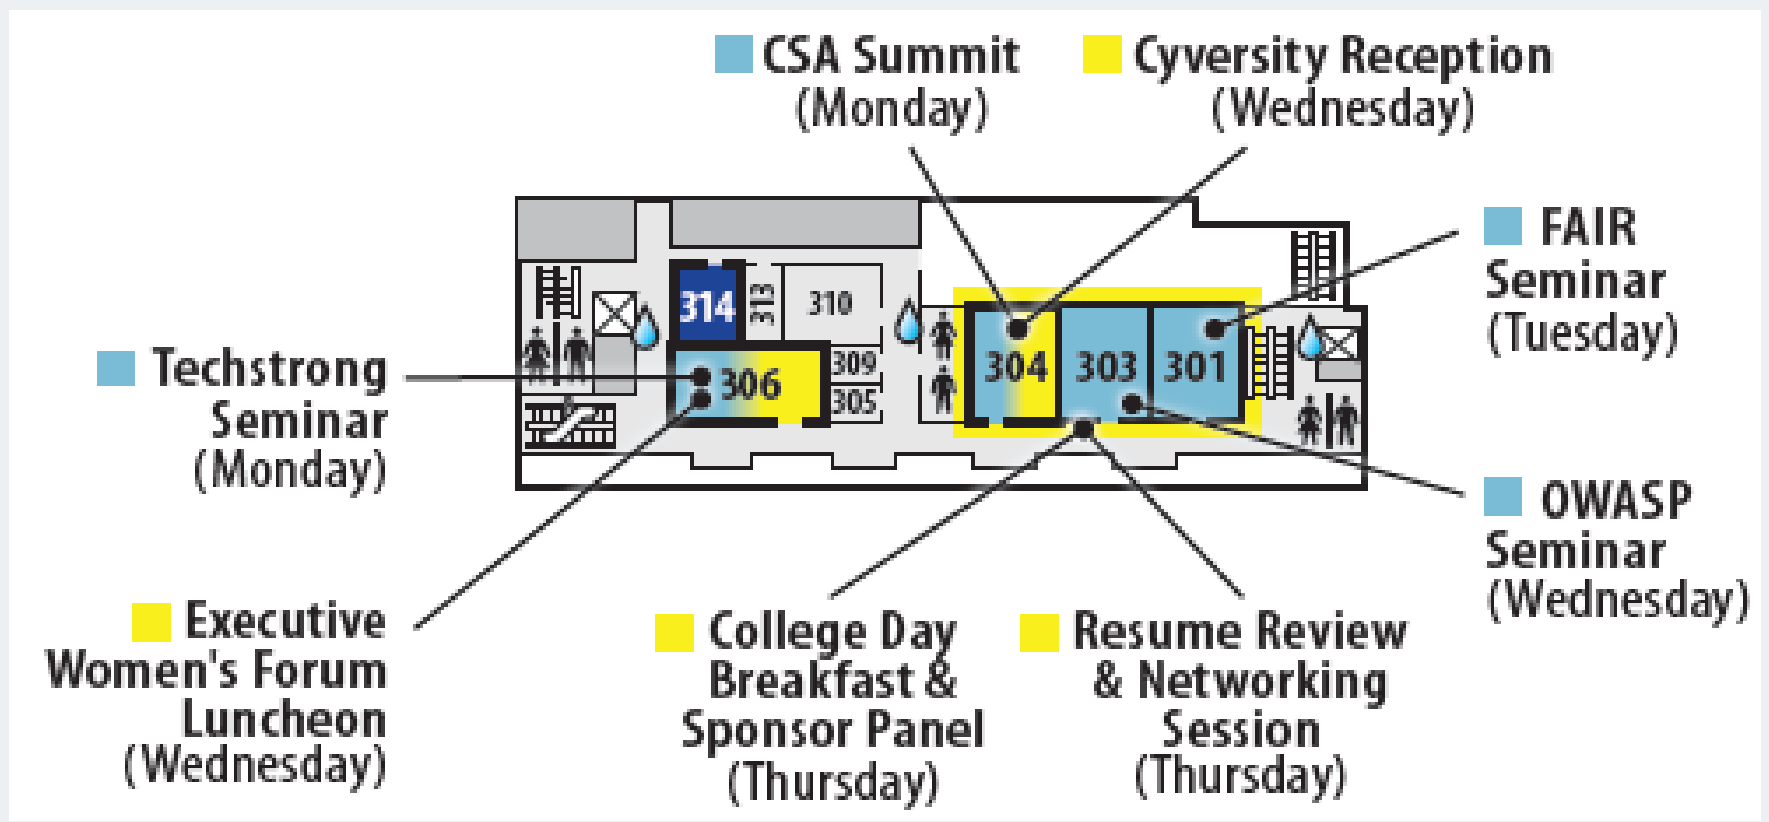 CSA Summit
(Monday)
Cyversity Reception
(Wednesday)
FAIR
Seminar
(Tuesday)
314
313
310
309
305
306
304
303
301
Techstrong
Seminar
(Monday)
OWASP
Seminar
(Wednesday)
Executive
Women's Forum
Luncheon
(Wednesday)
College Day
Breakfast &
Sponsor Panel
(Thursday)
Resume Review
& Networking
Session
(Thursday)